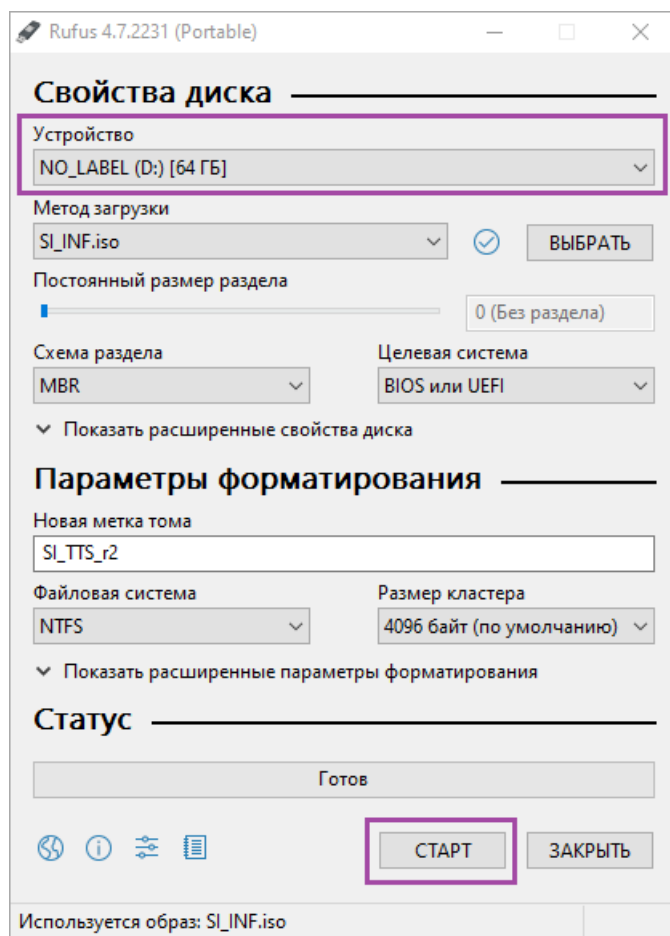 Rufus 4.7.2231 (Portable)
Свойства диска
Устройство
NO_LABEL (D:) [64 ГБ]
Метод загрузки
SI_INF.iso
ВЫБРАТЬ
Постоянный размер раздела
0 (Без раздела)
Схема раздела
Целевая система
MBR
BIOS или UEFI
Показать расширенные свойства диска
Параметры форматирования
Новая метка тома
SI_TTS_r2
Файловая система
Размер кластера
NTFS
4096 байт (по умолчанию)
Показать расширенные параметры форматирования
Статус
Готов
СТАРТ
ЗАКРЫТЬ
Используется образ: SI_INF.iso